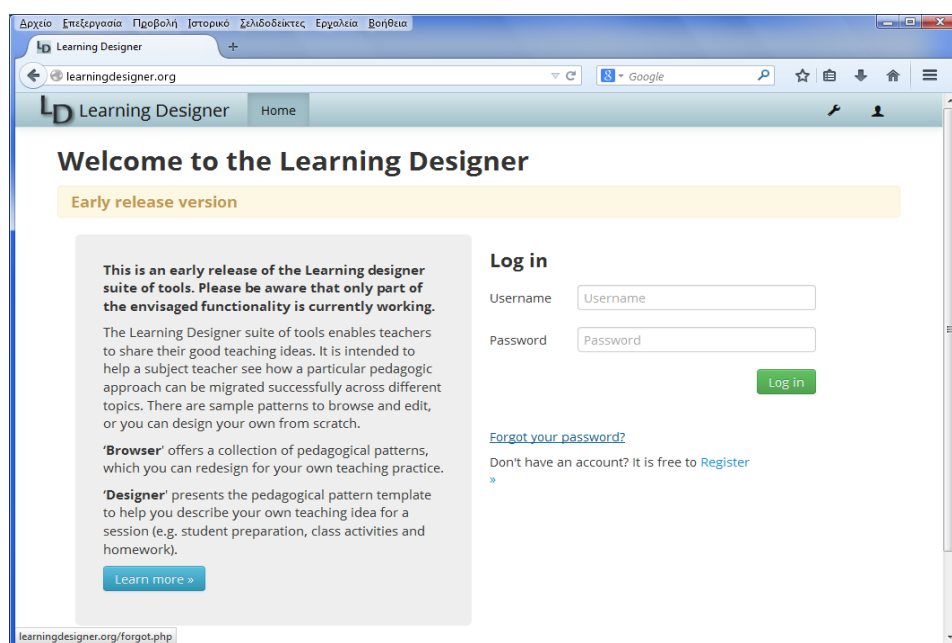 Αρχείο Επεξεργασία Προβολή Ιστορικό Σελιδοδείκτες Εργαλεία Βοήθεια
LD Learning Designer +
learningdesigner.org 8 Google
LD Learning Designer Home
Welcome to the Learning Designer
Early release version
This is an early release of the Learning designer
suite of tools. Please be aware that only part of
the envisaged functionality is currently working.
The Learning Designer suite of tools enables teachers
to share their good teaching ideas. It is intended to
help a subject teacher see how a particular pedagogic
approach can be migrated successfully across different
topics. There are sample patterns to browse and edit,
or you can design your own from scratch.
‘Browser' offers a collection of pedagogical patterns,
which you can redesign for your own teaching practice.
‘Designer' presents the pedagogical pattern template
to help you describe your own teaching idea for a
session (e.g. student preparation, class activities and
homework).
Learn more »
Log in
Username Username
Password Password
Log in
Forgot your password?
Don't have an account? It is free to Register
»
learningdesigner.org/forgot.php